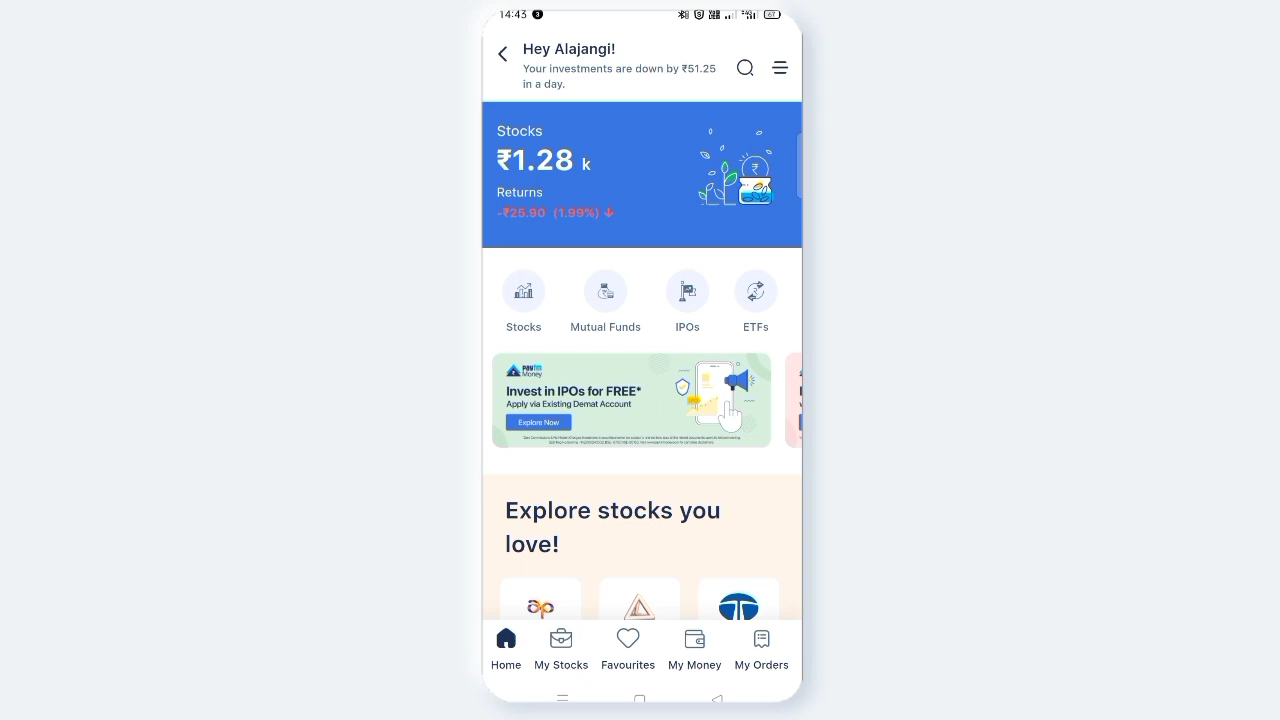 14:43
Hey Alajangi!
Your investments are down by ₹51.25
in a day.
Stocks
₹1.28 k
Returns
-₹25.90 (1.99%)
Stocks
Mutual Funds
IPOs
ETFs
paytm
Money
Invest in IPOs for FREE*
Apply via Existing Demat Account
Explore Now
Explore stocks you
love!
Home
My Stocks
Favourites
My Money
My Orders